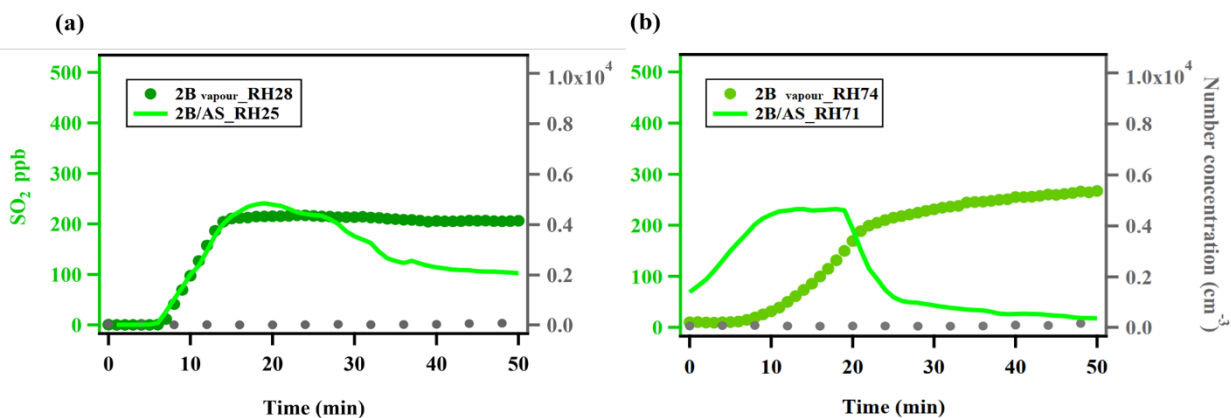 (a)
500
400
300
200
100
0
SO2 ppb
2B vapour_RH28
2B/AS_RH25
1.0x10^4
0.8
0.6
0.4
0.2
0.0
0 10 20 30 40 50
Time (min)
(b)
500
400
300
200
100
0
2B vapour_RH74
2B/AS_RH71
1.0x10^4
0.8
0.6
0.4
0.2
0.0
Number concentration (cm-3)
0 10 20 30 40 50
Time (min)